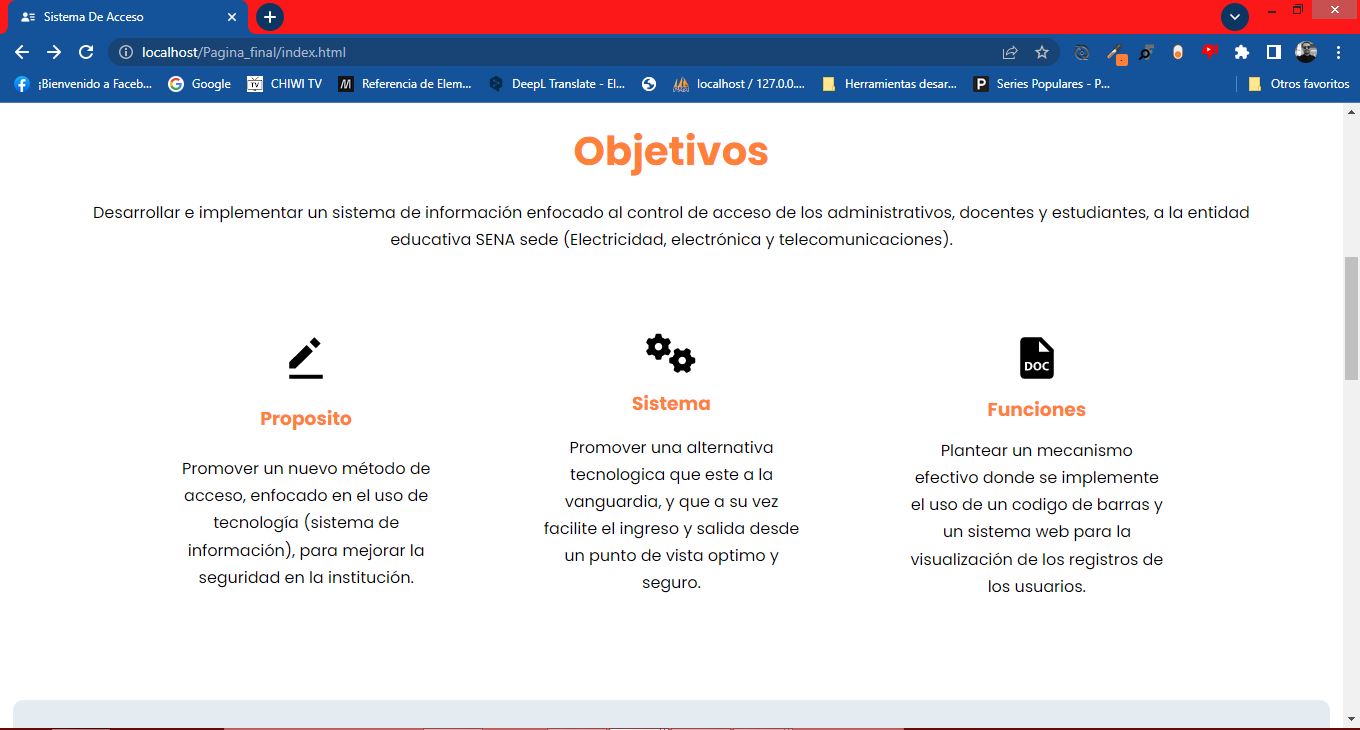 Sistema De Acceso
localhost/Pagina_final/index.html
¡Bienvenido a Faceb...
Google
CHIWI TV
Referencia de Elem...
DeepL Translate - El...
localhost / 127.0.0....
Herramientas desar...
Series Populares - P...
Otros favoritos
Objetivos
Desarrollar e implementar un sistema de información enfocado al control de acceso de los administrativos, docentes y estudiantes, a la entidad
educativa SENA sede (Electricidad, electrónica y telecomunicaciones).
Proposito
Promover un nuevo método de
acceso, enfocado en el uso de
tecnología (sistema de
información), para mejorar la
seguridad en la institución.
Sistema
Promover una alternativa
tecnologica que este a la
vanguardia, y que a su vez
facilite el ingreso y salida desde
un punto de vista optimo y
seguro.
DOC
Funciones
Plantear un mecanismo
efectivo donde se implemente
el uso de un codigo de barras y
un sistema web para la
visualización de los registros de
los usuarios.